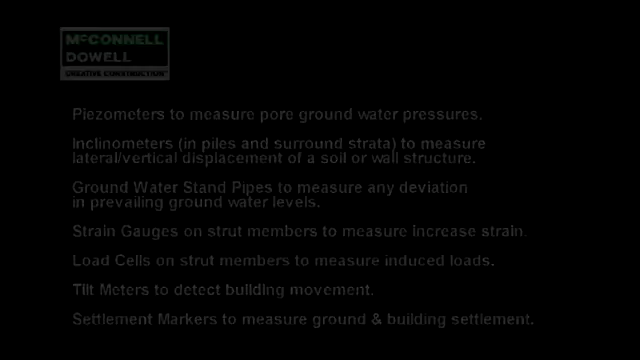 McCONNELL
DOWELL
CREATIVE CONSTRUCTION™
Piezometers to measure pore ground water pressures.
Inclinometers (in piles and surround strata) to measure
lateral/vertical displacement of a soil or wall structure.
Ground Water Stand Pipes to measure any deviation
in prevailing ground water levels.
Strain Gauges on strut members to measure increase strain.
Load Cells on strut members to measure induced loads.
Tilt Meters to detect building movement.
Settlement Markers to measure ground & building settlement.